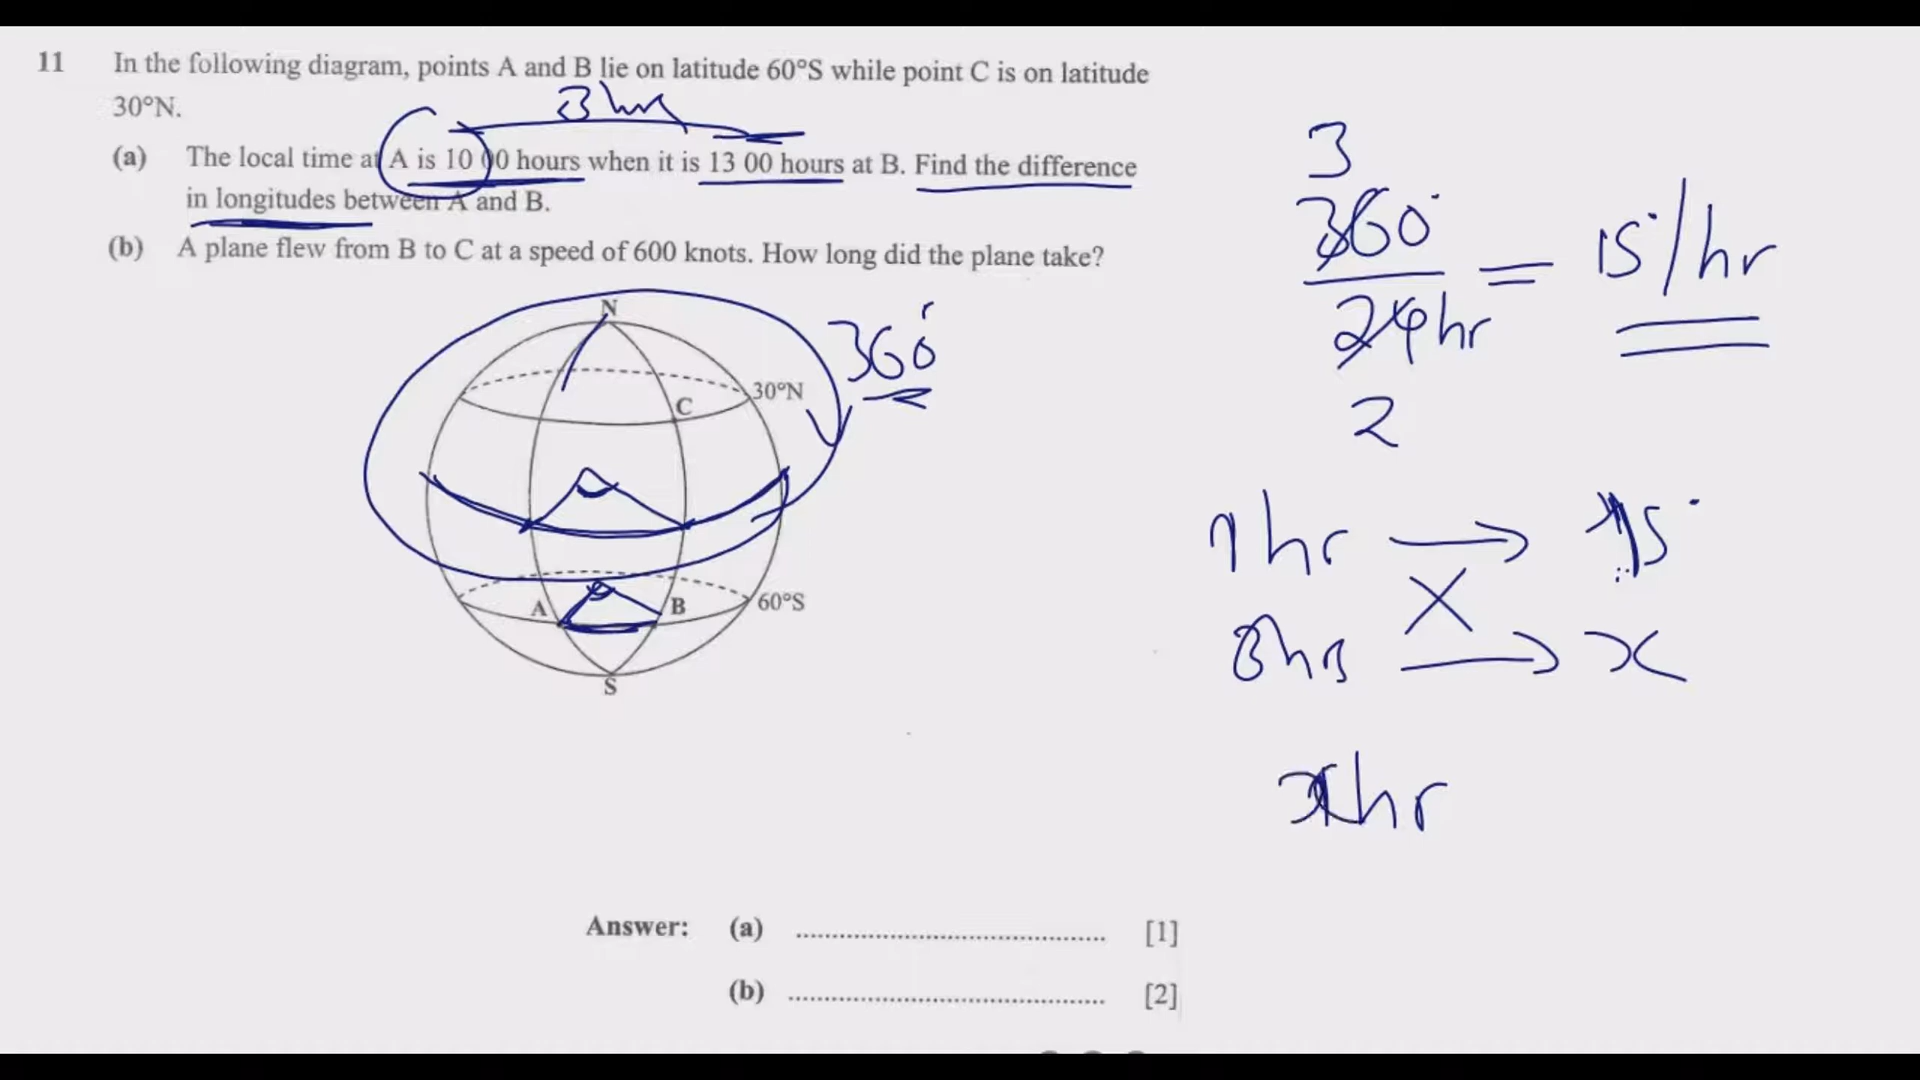 11 In the following diagram, points A and B lie on latitude 60°S while point C is on latitude
30°N.
3 hrs
(a) The local time at A is 10 00 hours when it is 13 00 hours at B. Find the difference
in longitudes between A and B.
(b) A plane flew from B to C at a speed of 600 knots. How long did the plane take?
N
360°
30°N
C
A
B
60°S
S
3
360°
24hr
= 15°/hr
2
1hr → 15°
3hrs → x
hr
Answer: (a) ........................................ [1]
(b) ........................................ [2]